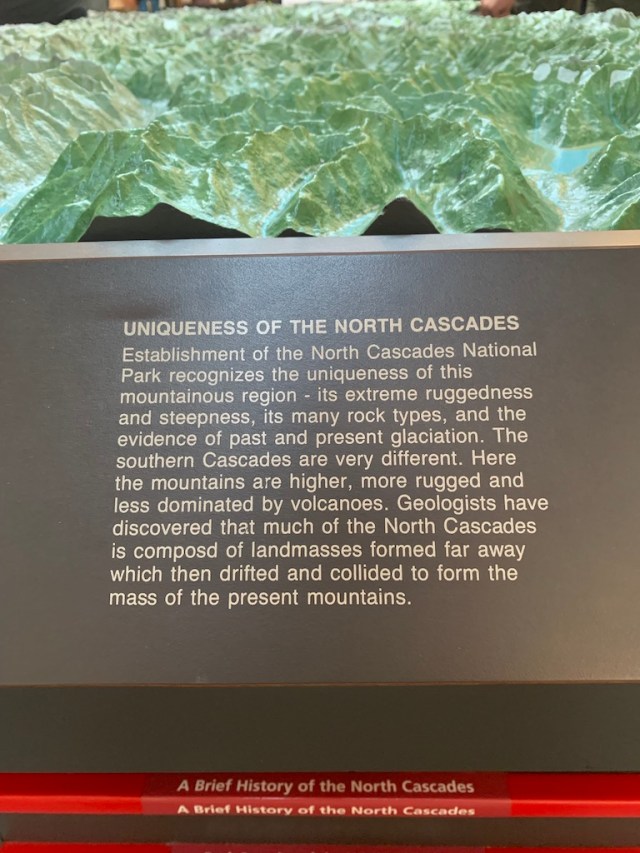 UNIQUENESS OF THE NORTH CASCADES
Establishment of the North Cascades National
Park recognizes the uniqueness of this
mountainous region - its extreme ruggedness
and steepness, its many rock types, and the
evidence of past and present glaciation. The
southern Cascades are very different. Here
the mountains are higher, more rugged and
less dominated by volcanoes. Geologists have
discovered that much of the North Cascades
is composd of landmasses formed far away
which then drifted and collided to form the
mass of the present mountains.
A Brief History of the North Cascades
A Brief History of the North Cascades